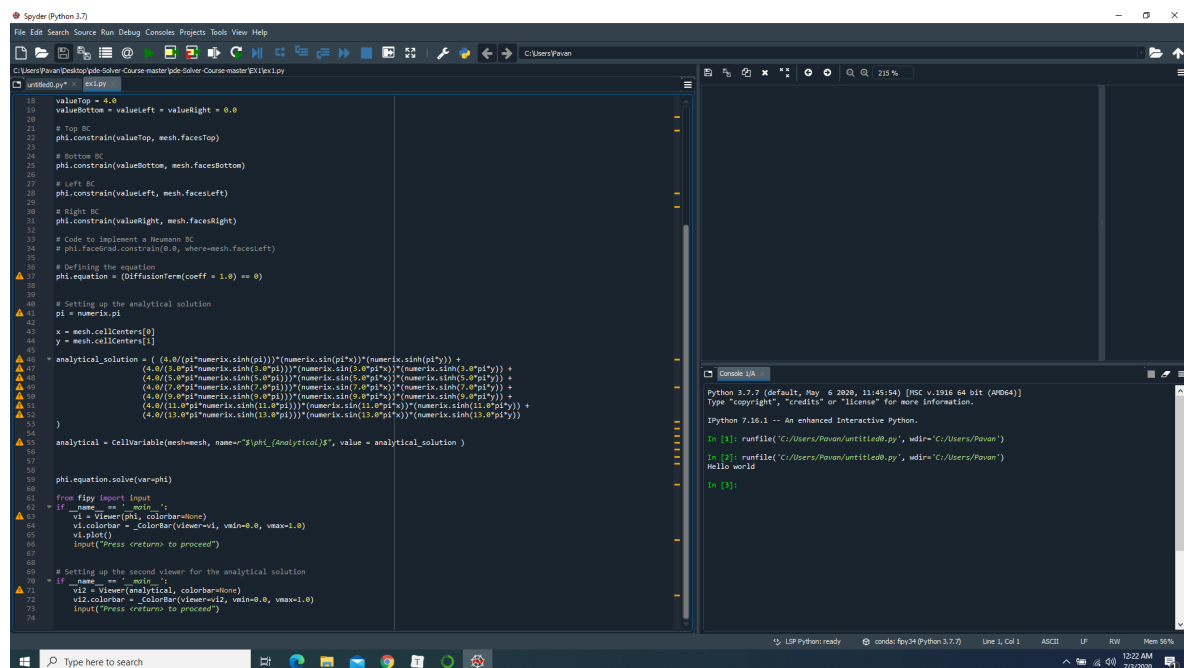 Spyder (Python 3.7)
File Edit Search Source Run Debug Consoles Projects Tools View Help
C:\Users\Pavan
C:\Users\Pavan\Desktop\pde-Solver-Course-master\pde-Solver-Course-master\EX1\ex1.py
untitled0.py*
ex1.py
18 valueTop = 4.0
19 valueBottom = valueLeft = valueRight = 0.0
20
21 # Top BC
22 phi.constrain(valueTop, mesh.facesTop)
23
24 # Bottom BC
25 phi.constrain(valueBottom, mesh.facesBottom)
26
27 # Left BC
28 phi.constrain(valueLeft, mesh.facesLeft)
29
30 # Right BC
31 phi.constrain(valueRight, mesh.facesRight)
32
33 # Code to implement a Neumann BC
34 # phi.faceGrad.constrain(0.0, where=mesh.facesLeft)
35
36 # Defining the equation
37 phi.equation = (DiffusionTerm(coeff = 1.0) == 0)
38
39
40 # Setting up the analytical solution
41 pi = numerix.pi
42
43 x = mesh.cellCenters[0]
44 y = mesh.cellCenters[1]
45
46 analytical_solution = ( (4.0/(pi*numerix.sinh(pi)))*(numerix.sin(pi*x))*(numerix.sinh(pi*y)) +
47 (4.0/(3.0*pi*numerix.sinh(3.0*pi)))*(numerix.sin(3.0*pi*x))*(numerix.sinh(3.0*pi*y)) +
48 (4.0/(5.0*pi*numerix.sinh(5.0*pi)))*(numerix.sin(5.0*pi*x))*(numerix.sinh(5.0*pi*y)) +
49 (4.0/(7.0*pi*numerix.sinh(7.0*pi)))*(numerix.sin(7.0*pi*x))*(numerix.sinh(7.0*pi*y)) +
50 (4.0/(9.0*pi*numerix.sinh(9.0*pi)))*(numerix.sin(9.0*pi*x))*(numerix.sinh(9.0*pi*y)) +
51 (4.0/(11.0*pi*numerix.sinh(11.0*pi)))*(numerix.sin(11.0*pi*x))*(numerix.sinh(11.0*pi*y)) +
52 (4.0/(13.0*pi*numerix.sinh(13.0*pi)))*(numerix.sin(13.0*pi*x))*(numerix.sinh(13.0*pi*y))
53 )
54
55 analytical = CellVariable(mesh=mesh, name=r"$\phi_{Analytical}$", value = analytical_solution )
56
57
58
59 phi.equation.solve(var=phi)
60
61 from fipy import input
62 if __name__ == '__main__':
63 vi = Viewer(phi, colorbar=None)
64 vi.colorbar = _ColorBar(viewer=vi, vmin=0.0, vmax=1.0)
65 vi.plot()
66 input("Press <return> to proceed")
67
68
69 # Setting up the second viewer for the analytical solution
70 if __name__ == '__main__':
71 vi2 = Viewer(analytical, colorbar=None)
72 vi2.colorbar = _ColorBar(viewer=vi2, vmin=0.0, vmax=1.0)
73 input("Press <return> to proceed")
74
215 %
Console 1/A
Python 3.7.7 (default, May 6 2020, 11:45:54) [MSC v.1916 64 bit (AMD64)]
Type "copyright", "credits" or "license" for more information.
IPython 7.16.1 -- An enhanced Interactive Python.
In [1]: runfile('C:/Users/Pavan/untitled0.py', wdir='C:/Users/Pavan')
In [2]: runfile('C:/Users/Pavan/untitled0.py', wdir='C:/Users/Pavan')
Hello world
In [3]:
LSP Python: ready conda: fipy34 (Python 3.7.7) Line 1, Col 1 ASCII LF RW Mem 56%
Type here to search
12:22 AM
7/3/2020